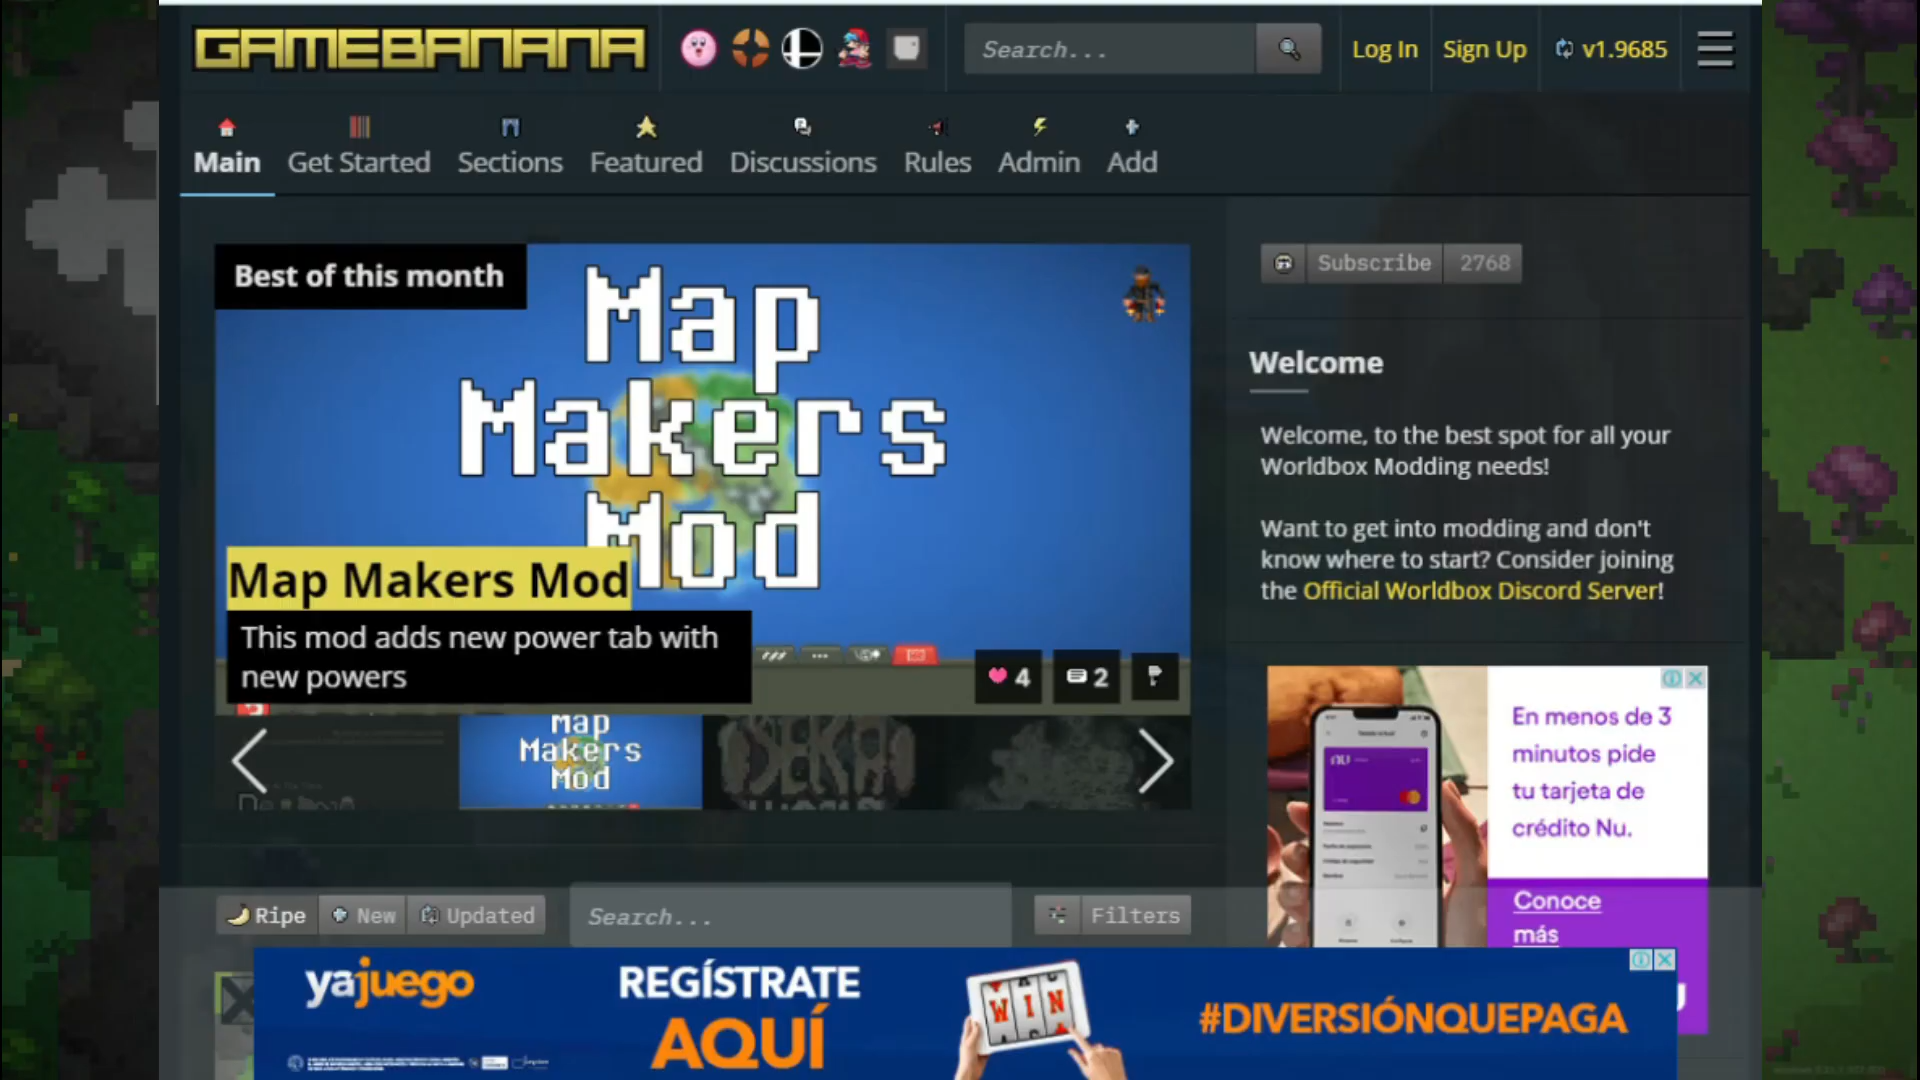 GAMEBANANA
Search...
Log In
Sign Up
v1.9685
Main
Get Started
Sections
Featured
Discussions
Rules
Admin
Add
Best of this month
Map
Makers
Mod
Map Makers Mod
This mod adds new power tab with
new powers
4
2
Map
Makers
Mod
Subscribe
2768
Welcome
Welcome, to the best spot for all your
Worldbox Modding needs!
Want to get into modding and don't
know where to start? Consider joining
the Official Worldbox Discord Server!
En menos de 3
minutos pide
tu tarjeta de
crédito Nu.
Conoce
más
Ripe
New
Updated
Search...
Filters
yajuego
REGÍSTRATE
AQUÍ
WIN
#DIVERSIÓNQUEPAGA